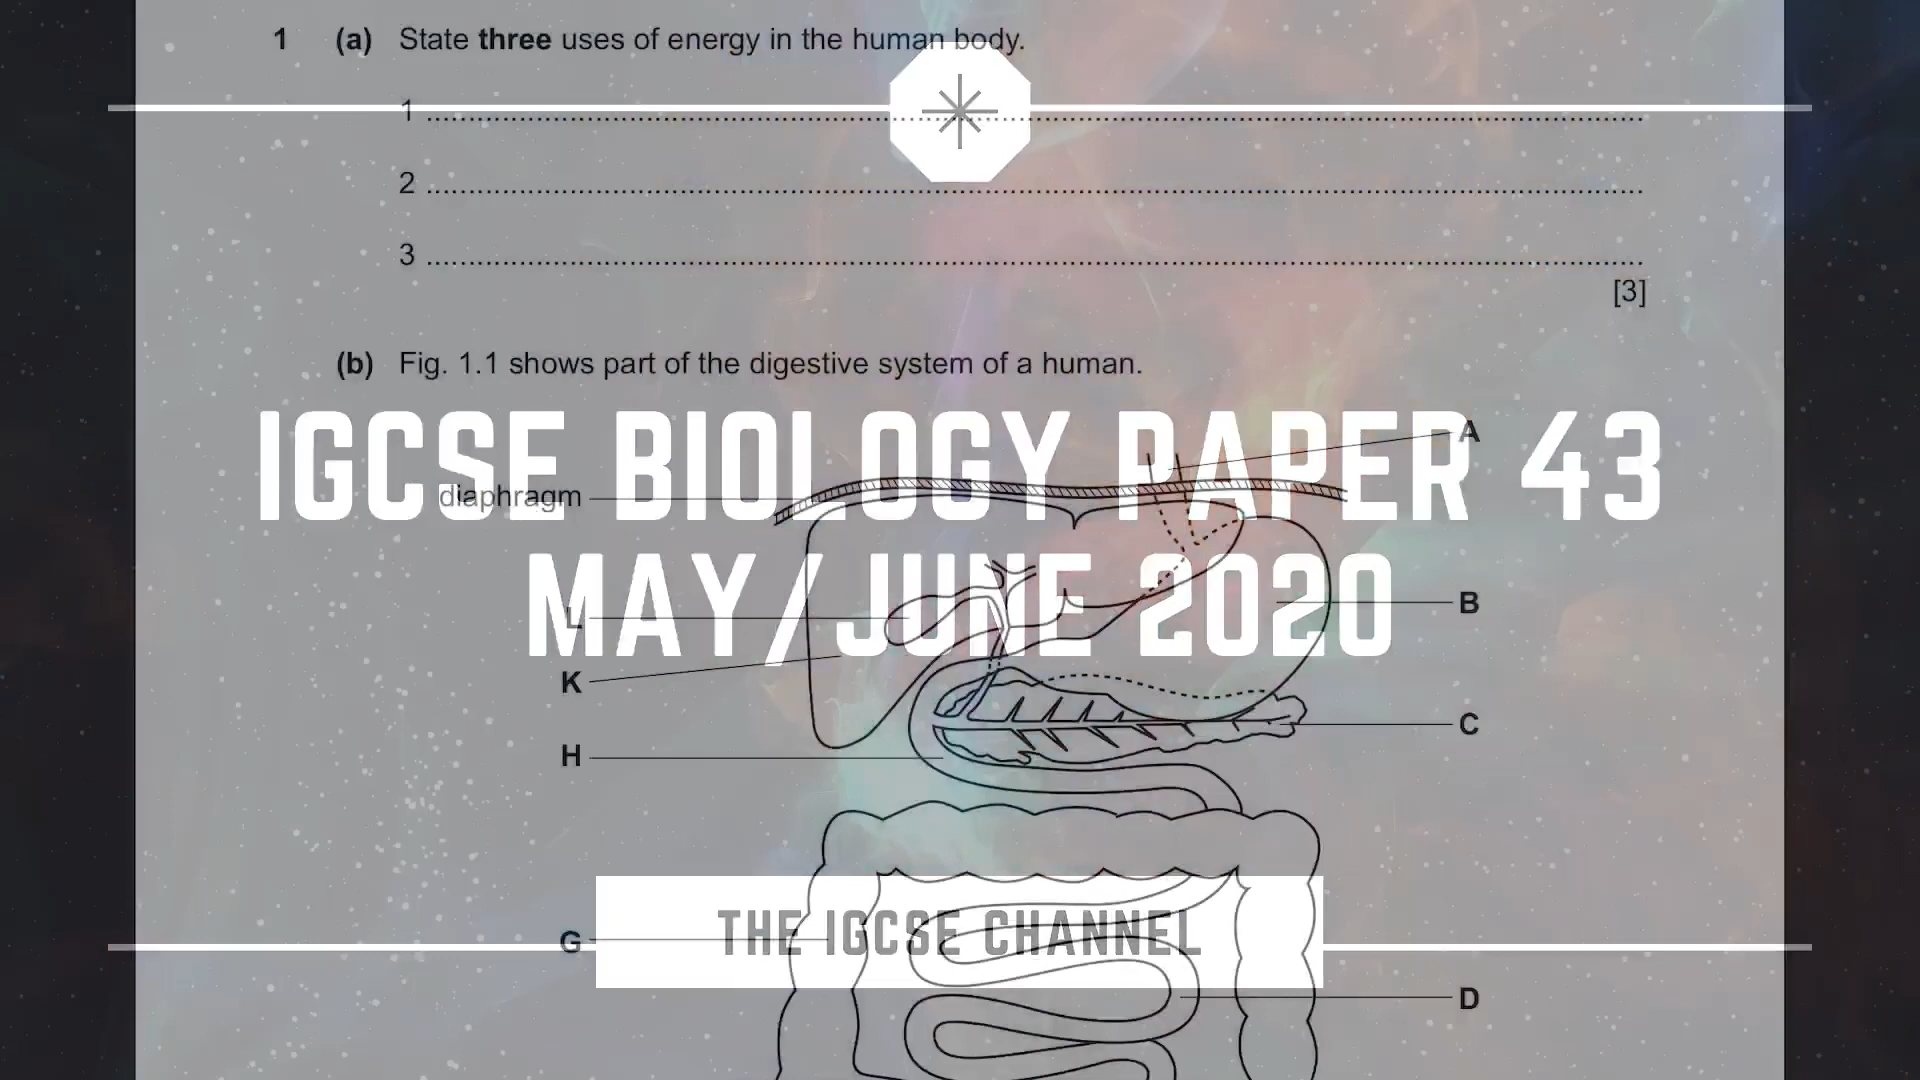 1 (a) State three uses of energy in the human body.
1 ........................................
2 ........................................
3 ........................................
[3]
(b) Fig. 1.1 shows part of the digestive system of a human.
IGCSE BIOLOGY PAPER 43
MAY/JUNE 2020
A
diaphragm
B
L
K
C
H
THE IGCSE CHANNEL
G
D